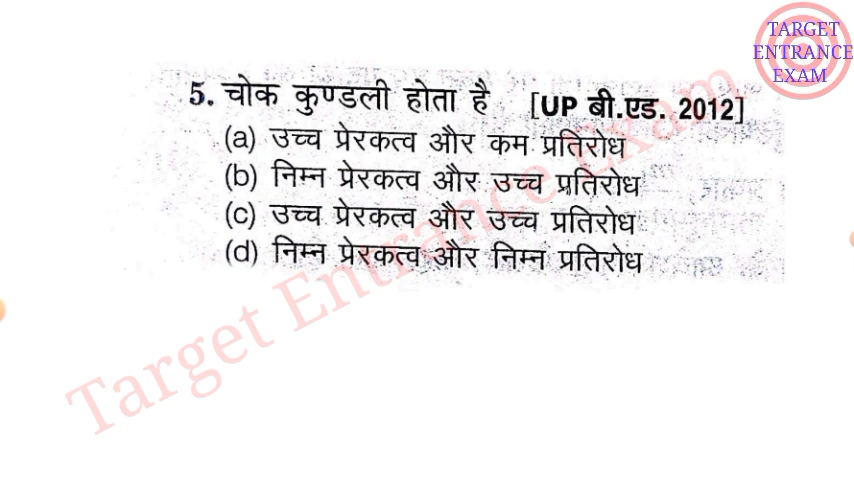 TARGET
ENTRANCE
EXAM
5. चोक कुण्डली होता है [UP बी.एड. 2012]
(a) उच्च प्रेरकत्व और कम प्रतिरोध
(b) निम्न प्रेरकत्व और उच्च प्रतिरोध
(c) उच्च प्रेरकत्व और उच्च प्रतिरोध
(d) निम्न प्रेरकत्व और निम्न प्रतिरोध
Target Entrance Exam